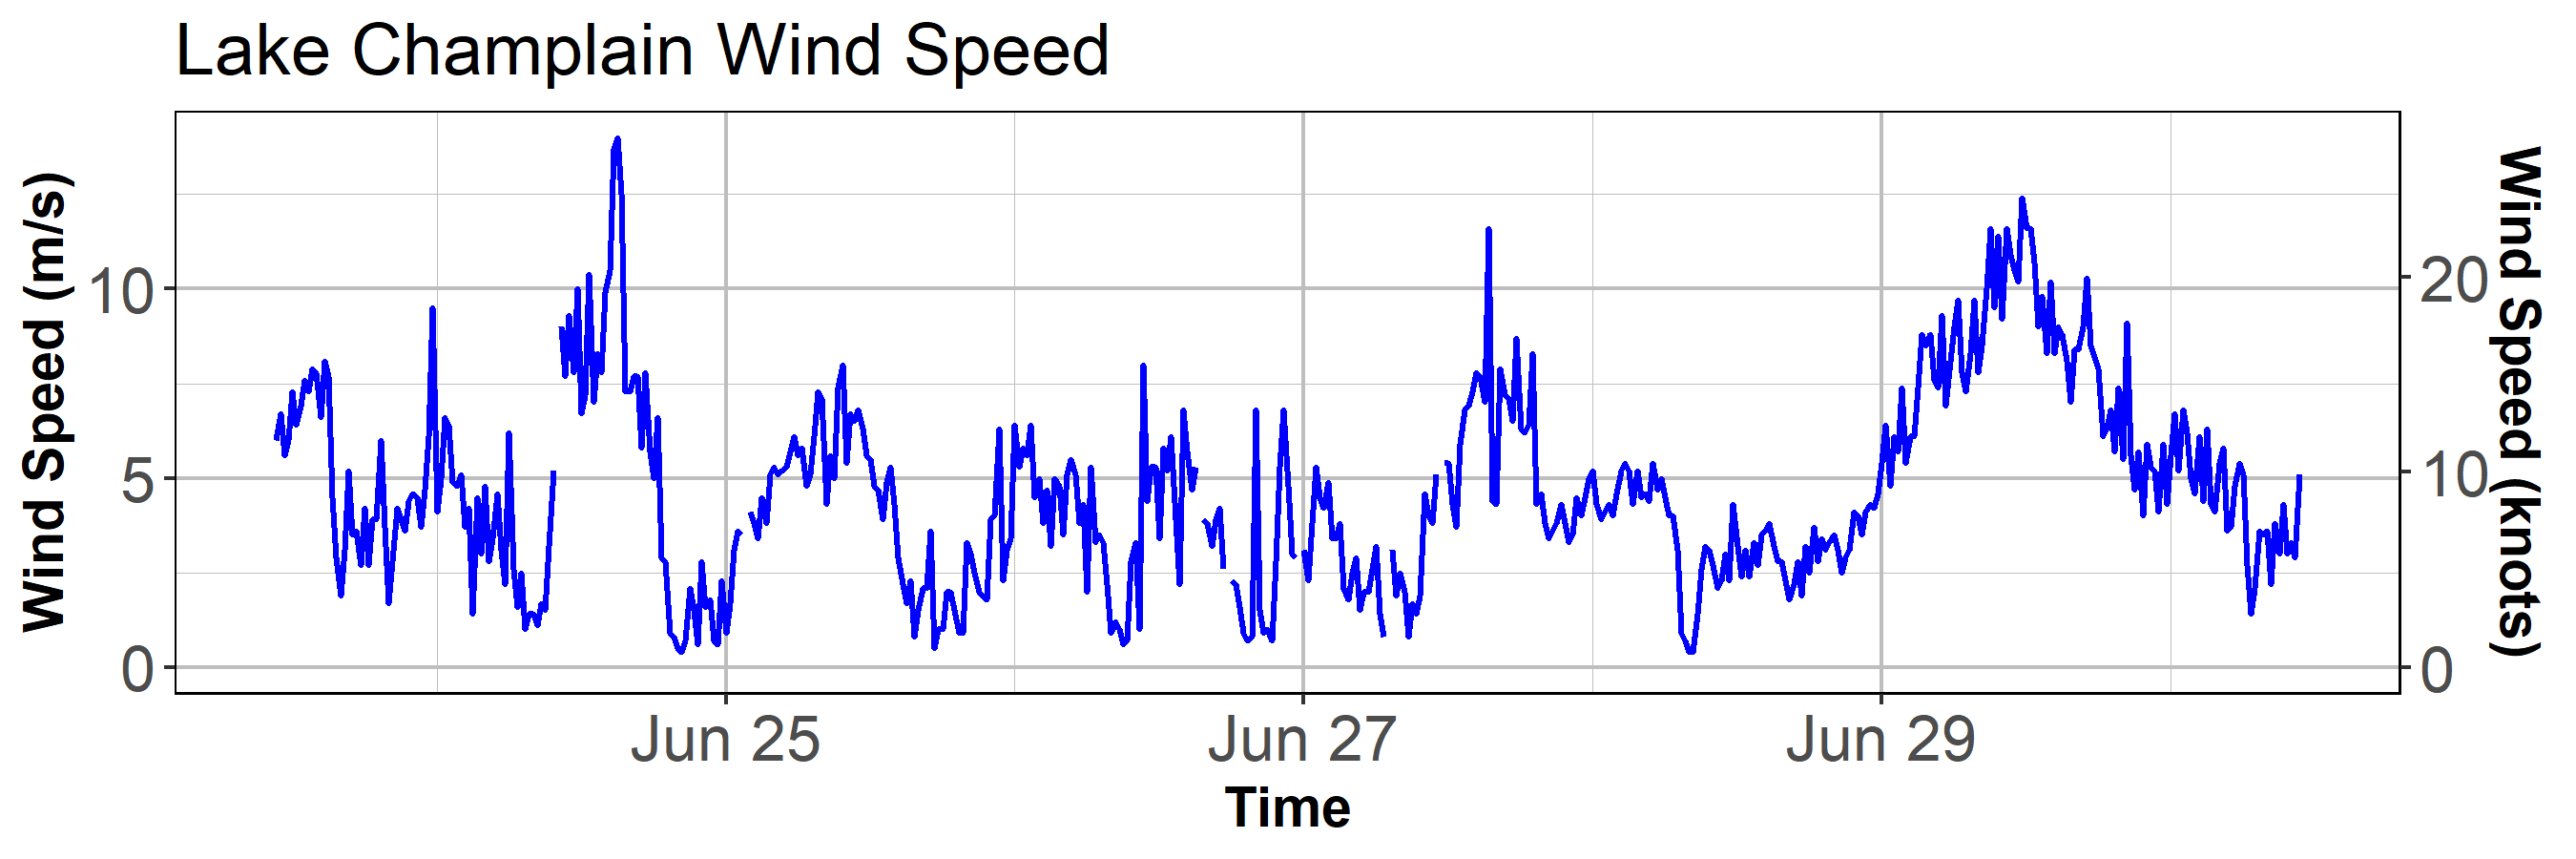 Lake Champlain Wind Speed
Wind Speed (m/s)
10
5
0
20
10
0
Wind Speed (knots)
Jun 25
Jun 27
Jun 29
Time